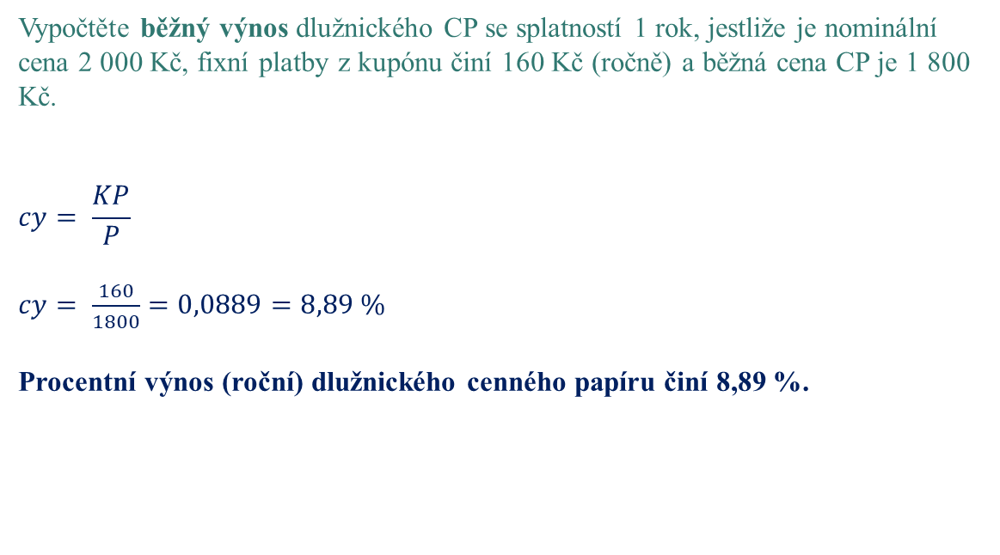 Vypočtěte běžný výnos dlužnického CP se splatností 1 rok, jestliže je nominální
cena 2 000 Kč, fixní platby z kupónu činí 160 Kč (ročně) a běžná cena CP je 1 800
Kč.
cy = KP/P
cy = 160/1800 = 0,0889 = 8,89 %
Procentní výnos (roční) dlužnického cenného papíru činí 8,89 %.